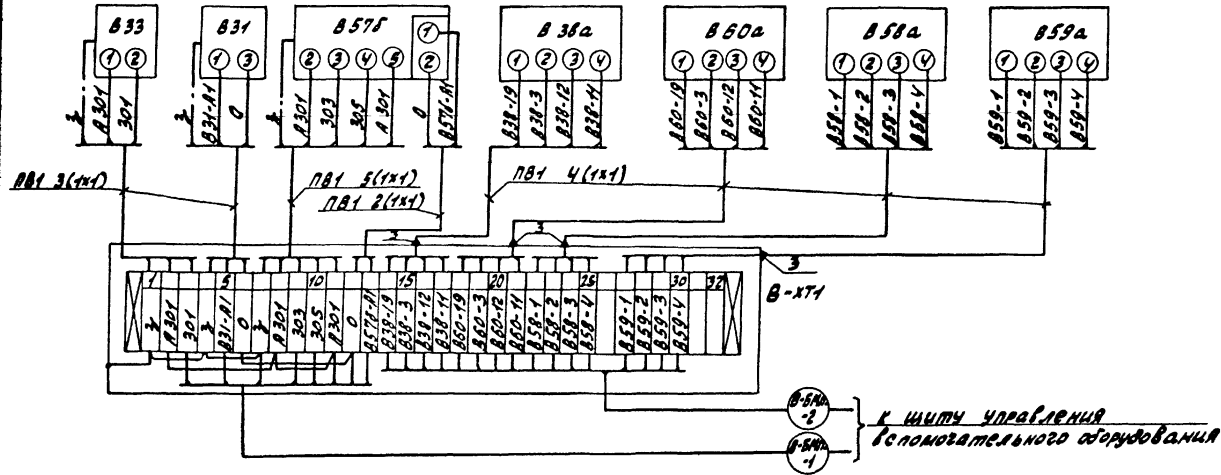 В33
1 2
В31
1 3
В57б
2 3 4 5
1
2
В38а
1 2 3 4
В60а
1 2 3 4
В58а
1 2 3 4
В59а
1 2 3 4
А301
301
В31-А1
0
А301
303
305
А301
0
В57б-А1
В38-19
В38-3
В38-12
В38-11
В60-19
В60-3
В60-12
В60-11
В58-1
В58-2
В58-3
В58-4
В59-1
В59-2
В59-3
В59-4
ПВ1 3(1х1)
ПВ1 5(1х1)
ПВ1 2(1х1)
ПВ1 4(1х1)
3
3
3
В-ХТ1
1 5 10 15 20 26 30 32
А301
301
В31-А1
0
А301
303
305
А301
0
В57б-А1
В38-19
В38-3
В38-12
В38-11
В60-19
В60-3
В60-12
В60-11
В58-1
В58-2
В58-3
В58-4
В59-1
В59-2
В59-3
В59-4
-2
-1
К щиту управления
вспомогательного оборудования